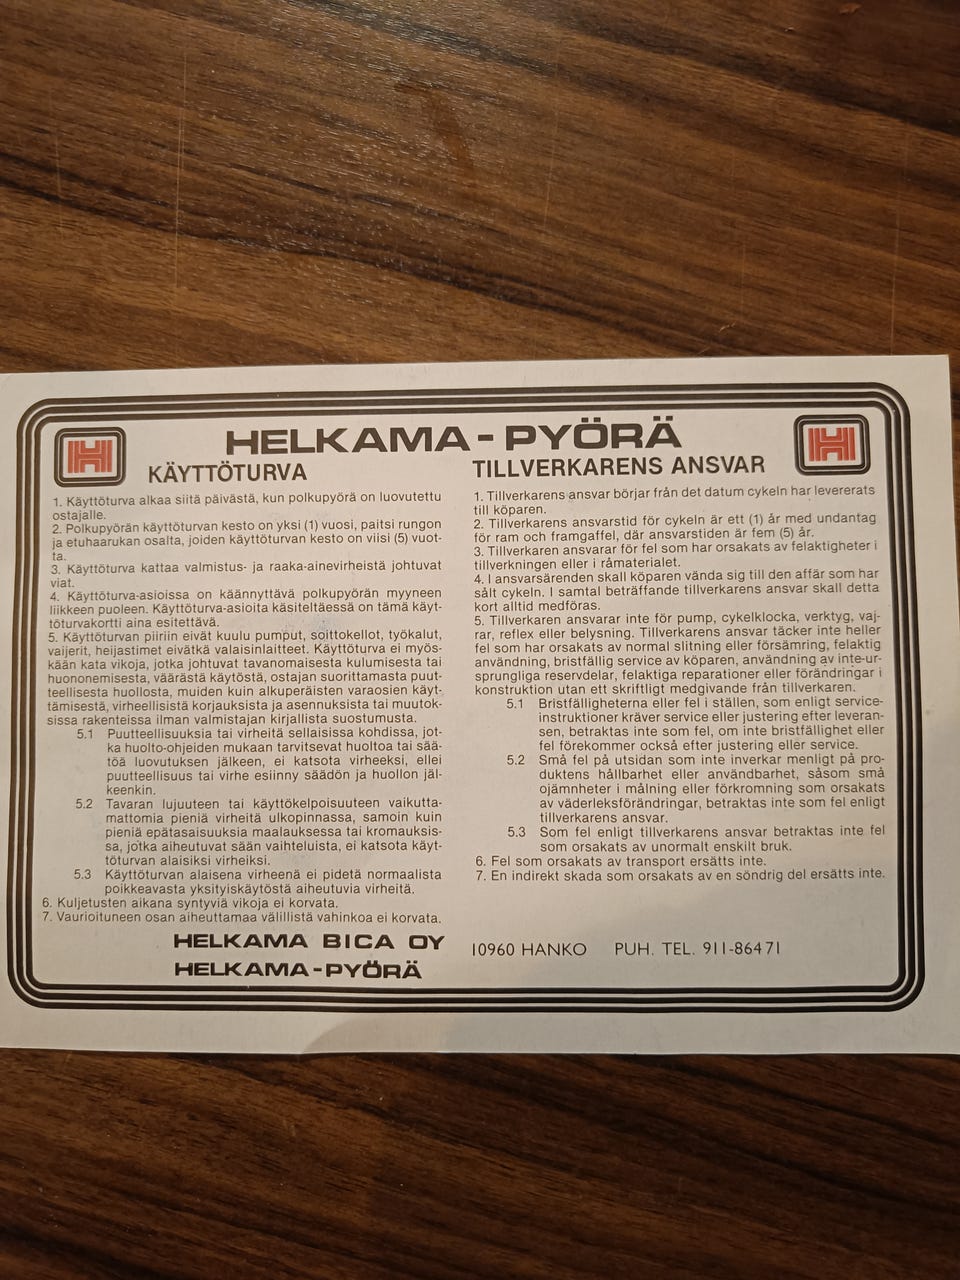 HELKAMA-PYÖRÄ
KÄYTTÖTURVA
1. Käyttöturva alkaa siitä päivästä, kun polkupyörä on luovutettu
ostajalle.
2. Polkupyörän käyttöturvan kesto on yksi (1) vuosi, paitsi rungon
ja etuhaarukan osalta, joiden käyttöturvan kesto on viisi (5) vuot-
ta.
3. Käyttöturva kattaa valmistus- ja raaka-ainevirheistä johtuvat
viat.
4. Käyttöturva-asioissa on käännyttävä polkupyörän myyneen
liikkeen puoleen. Käyttöturva-asioita käsiteltäessä on tämä käyt-
töturvakortti aina esitettävä.
5. Käyttöturvan piiriin eivät kuulu pumput, soittokellot, työkalut,
vaijerit, heijastimet eivätkä valaisinlaitteet. Käyttöturva ei myös-
kään kata vikoja, jotka johtuvat tavanomaisesta kulumisesta tai
huononemisesta, väärästä käytöstä, ostajan suorittamasta puut-
teellisesta huollosta, muiden kuin alkuperäisten varaosien käyt-
tämisestä, virheellisistä korjauksista ja asennuksista tai muutok-
sissa rakenteissa ilman valmistajan kirjallista suostumusta.
5.1 Puutteellisuuksia tai virheitä sellaisissa kohdissa, jot-
ka huolto-ohjeiden mukaan tarvitsevat huoltoa tai sää-
töä luovutuksen jälkeen, ei katsota virheeksi, ellei
puutteellisuus tai virhe esiinny säädön ja huollon jäl-
keenkin.
5.2 Tavaran lujuuteen tai käyttökelpoisuuteen vaikutta-
mattomia pieniä virheitä ulkopinnassa, samoin kuin
pieniä epätasaisuuksia maalauksessa tai kromauksis-
sa, jotka aiheutuvat sään vaihteluista, ei katsota käyt-
töturvan alaisiksi virheiksi.
5.3 Käyttöturvan alaisena virheenä ei pidetä normaalista
poikkeavasta yksityiskäytöstä aiheutuvia virheitä.
6. Kuljetusten aikana syntyviä vikoja ei korvata.
7. Vaurioituneen osan aiheuttamaa välillistä vahinkoa ei korvata.
TILLVERKARENS ANSVAR
1. Tillverkarens ansvar börjar från det datum cykeln har levererats
till köparen.
2. Tillverkarens ansvarstid för cykeln är ett (1) år med undantag
för ram och framgaffel, där ansvarstiden är fem (5) år.
3. Tillverkaren ansvarar för fel som har orsakats av felaktigheter i
tillverkningen eller i råmaterialet.
4. I ansvarsärenden skall köparen vända sig till den affär som har
sålt cykeln. I samtal beträffande tillverkarens ansvar skall detta
kort alltid medföras.
5. Tillverkaren ansvarar inte för pump, cykelklocka, verktyg, vaj-
rar, reflex eller belysning. Tillverkarens ansvar täcker inte heller
fel som har orsakats av normal slitning eller försämring, felaktig
användning, bristfällig service av köparen, användning av inte-ur-
sprungliga reservdelar, felaktiga reparationer eller förändringar i
konstruktion utan ett skriftligt medgivande från tillverkaren.
5.1 Bristfälligheterna eller fel i ställen, som enligt service-
instruktioner kräver service eller justering efter leveran-
sen, betraktas inte som fel, om inte bristfällighet eller
fel förekommer också efter justering eller service.
5.2 Små fel på utsidan som inte inverkar menligt på pro-
duktens hållbarhet eller användbarhet, såsom små
ojämnheter i målning eller förkromning som orsakats
av väderleksförändringar, betraktas inte som fel enligt
tillverkarens ansvar.
5.3 Som fel enligt tillverkarens ansvar betraktas inte fel
som orsakats av unormalt enskilt bruk.
6. Fel som orsakats av transport ersätts inte.
7. En indirekt skada som orsakats av en söndrig del ersätts inte.
HELKAMA BICA OY 10960 HANKO PUH. TEL. 911-86471
HELKAMA-PYÖRÄ